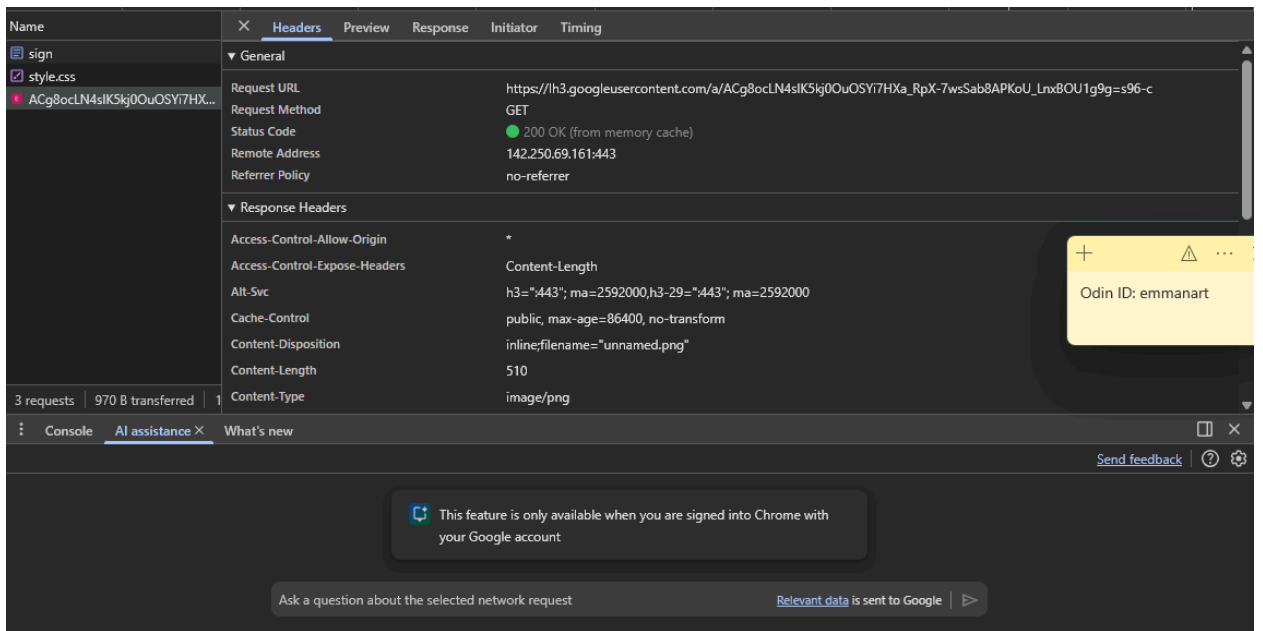 Name
sign
style.css
ACg8ocLN4slK5kj0OuOSYi7HX...
3 requests 970 B transferred 1
Headers Preview Response Initiator Timing
General
Request URL https://lh3.googleusercontent.com/a/ACg8ocLN4slK5kj0OuOSYi7HXa_RpX-7wsSab8APKoU_LnxBOU1g9g=s96-c
Request Method GET
Status Code 200 OK (from memory cache)
Remote Address 142.250.69.161:443
Referrer Policy no-referrer
Response Headers
Access-Control-Allow-Origin *
Access-Control-Expose-Headers Content-Length
Alt-Svc h3=":443"; ma=2592000,h3-29=":443"; ma=2592000
Cache-Control public, max-age=86400, no-transform
Content-Disposition inline;filename="unnamed.png"
Content-Length 510
Content-Type image/png
Odin ID: emmanart
Console AI assistance What's new
Send feedback
This feature is only available when you are signed into Chrome with
your Google account
Ask a question about the selected network request Relevant data is sent to Google